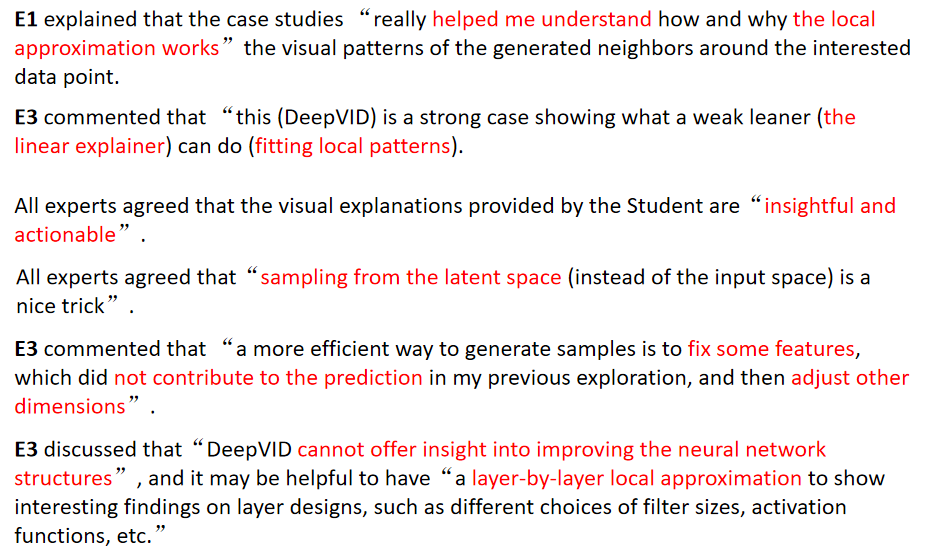 E1 explained that the case studies “really helped me understand how and why the local
approximation works” the visual patterns of the generated neighbors around the interested
data point.
E3 commented that “this (DeepVID) is a strong case showing what a weak leaner (the
linear explainer) can do (fitting local patterns).
All experts agreed that the visual explanations provided by the Student are “insightful and
actionable”.
All experts agreed that “sampling from the latent space (instead of the input space) is a
nice trick”.
E3 commented that “a more efficient way to generate samples is to fix some features,
which did not contribute to the prediction in my previous exploration, and then adjust other
dimensions”.
E3 discussed that “DeepVID cannot offer insight into improving the neural network
structures”, and it may be helpful to have “a layer-by-layer local approximation to show
interesting findings on layer designs, such as different choices of filter sizes, activation
functions, etc.”